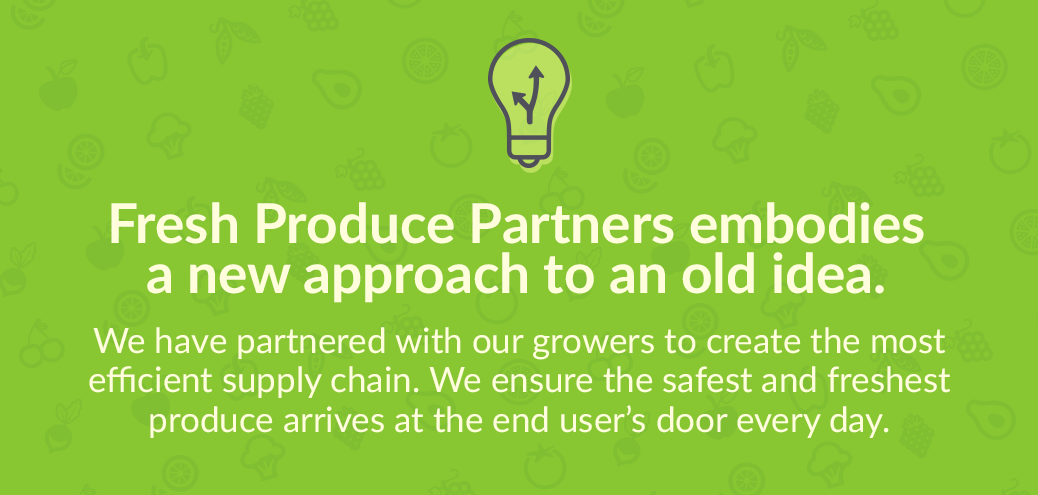 Fresh Produce Partners embodies
a new approach to an old idea.
We have partnered with our growers to create the most
efficient supply chain. We ensure the safest and freshest
produce arrives at the end user’s door every day.